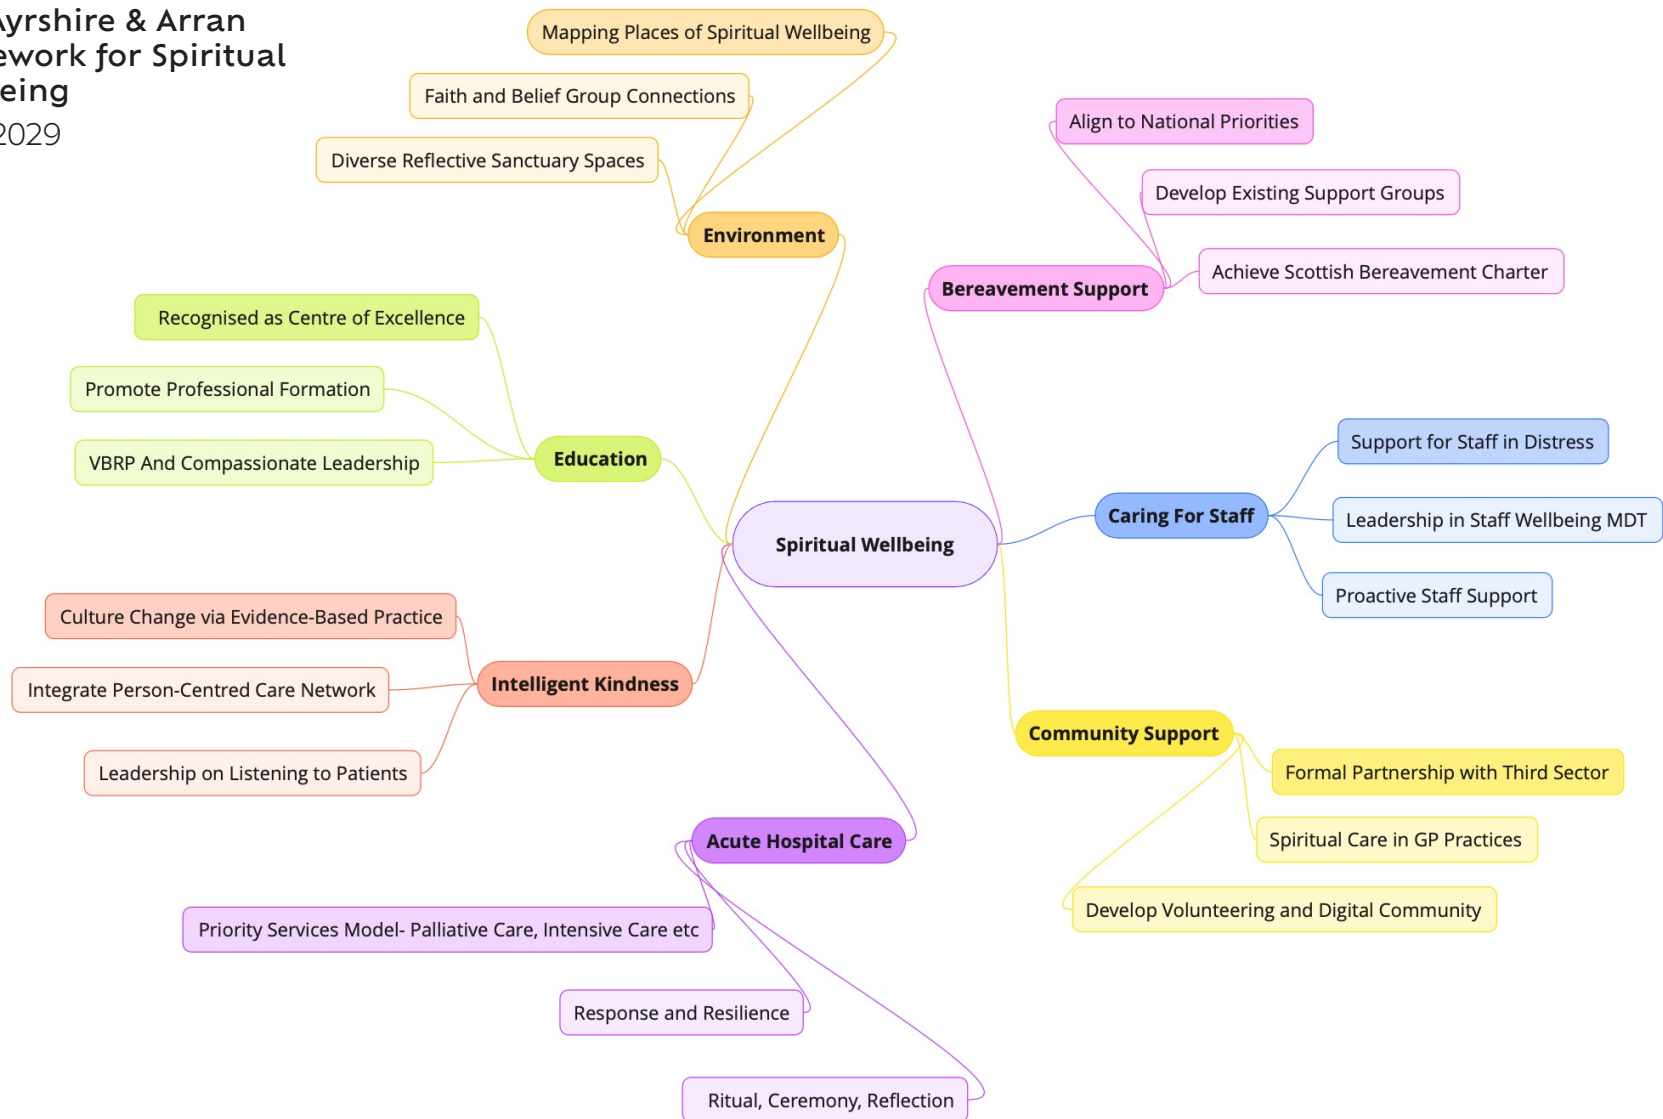 Ayrshire & Arran
ework for Spiritual
eing
2029
Mapping Places of Spiritual Wellbeing
Faith and Belief Group Connections
Diverse Reflective Sanctuary Spaces
Environment
Recognised as Centre of Excellence
Promote Professional Formation
VBRP And Compassionate Leadership
Education
Culture Change via Evidence-Based Practice
Integrate Person-Centred Care Network
Leadership on Listening to Patients
Intelligent Kindness
Spiritual Wellbeing
Align to National Priorities
Develop Existing Support Groups
Achieve Scottish Bereavement Charter
Bereavement Support
Support for Staff in Distress
Leadership in Staff Wellbeing MDT
Proactive Staff Support
Caring For Staff
Community Support
Formal Partnership with Third Sector
Spiritual Care in GP Practices
Develop Volunteering and Digital Community
Acute Hospital Care
Priority Services Model- Palliative Care, Intensive Care etc
Response and Resilience
Ritual, Ceremony, Reflection